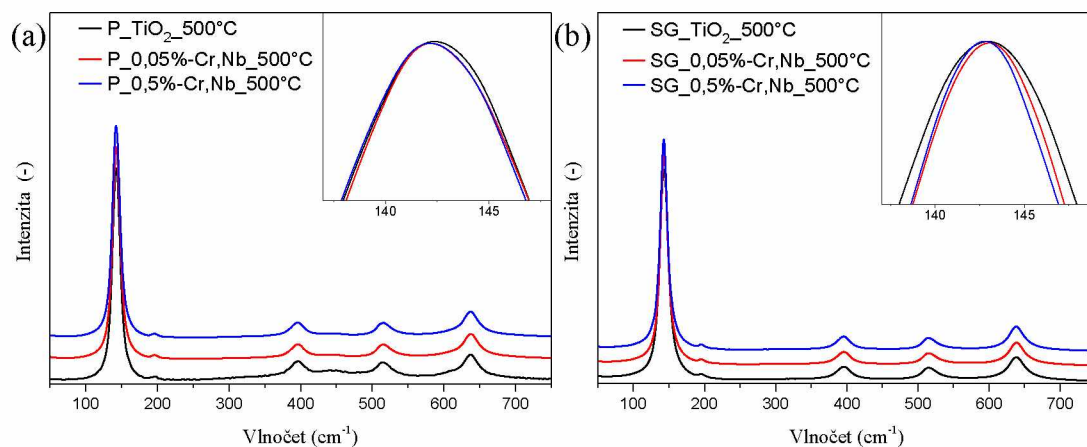 (a)
P_TiO₂_500°C
P_0,05%-Cr,Nb_500°C
P_0,5%-Cr,Nb_500°C
140 145
Intenzita (-)
100 200 300 400 500 600 700
Vlnočet (cm⁻¹)
(b)
SG_TiO₂_500°C
SG_0,05%-Cr,Nb_500°C
SG_0,5%-Cr,Nb_500°C
140 145
Intenzita (-)
100 200 300 400 500 600 700
Vlnočet (cm⁻¹)